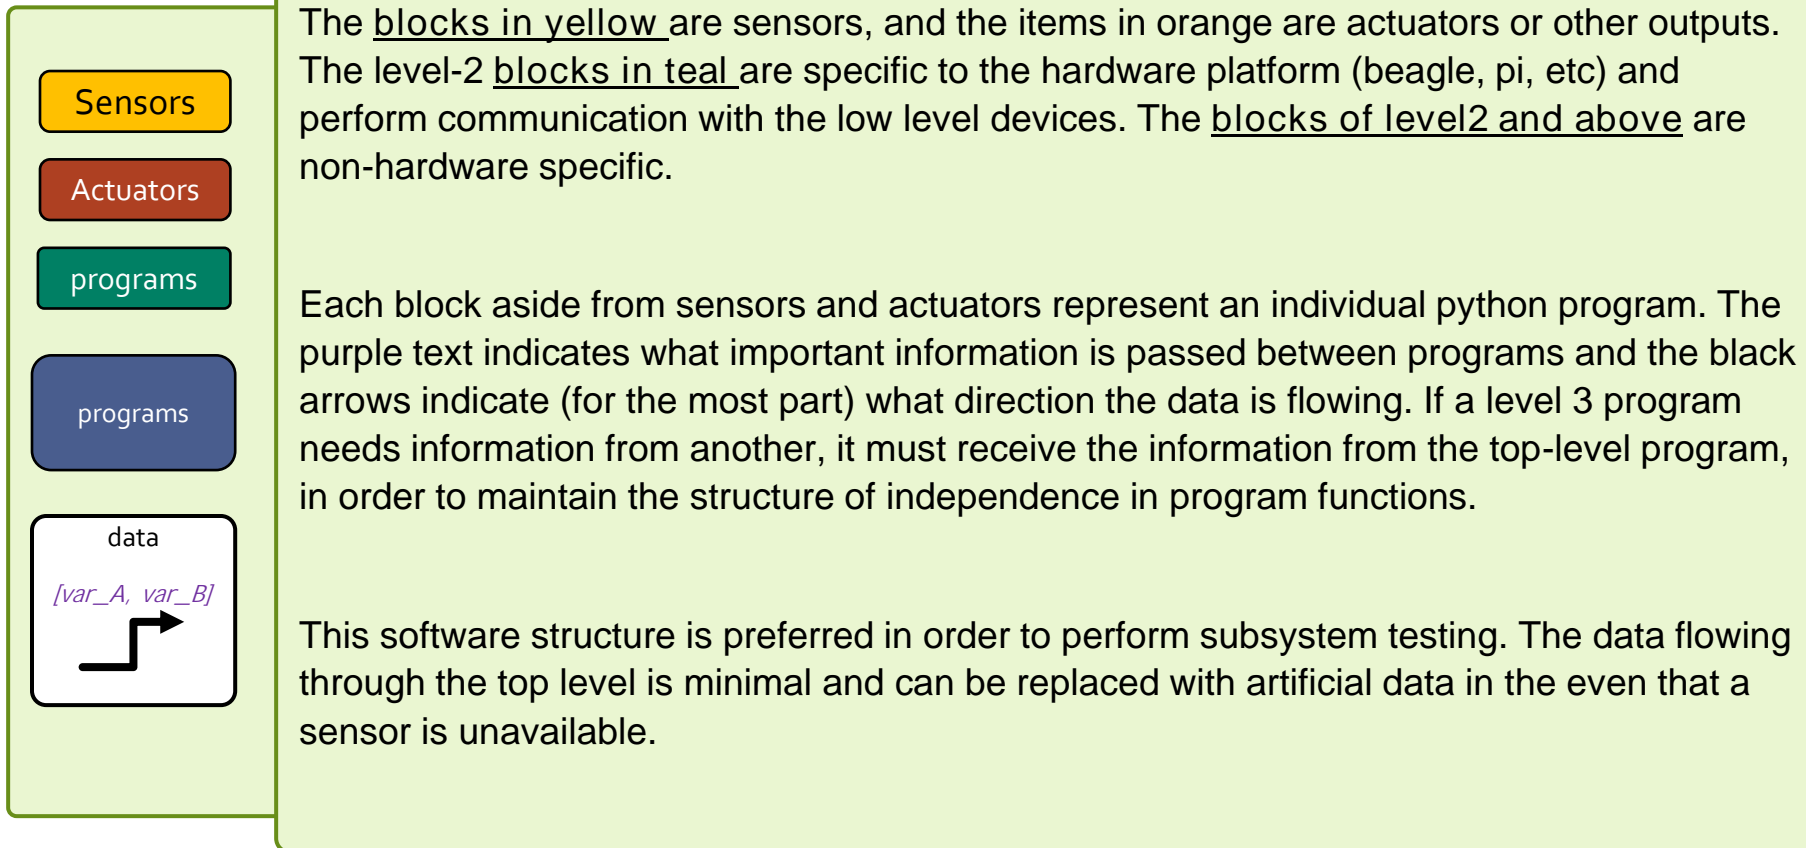 Sensors
Actuators
programs
programs
data
[var_A, var_B]
The blocks in yellow are sensors, and the items in orange are actuators or other outputs.
The level-2 blocks in teal are specific to the hardware platform (beagle, pi, etc) and
perform communication with the low level devices. The blocks of level2 and above are
non-hardware specific.
Each block aside from sensors and actuators represent an individual python program. The
purple text indicates what important information is passed between programs and the black
arrows indicate (for the most part) what direction the data is flowing. If a level 3 program
needs information from another, it must receive the information from the top-level program,
in order to maintain the structure of independence in program functions.
This software structure is preferred in order to perform subsystem testing. The data flowing
through the top level is minimal and can be replaced with artificial data in the even that a
sensor is unavailable.